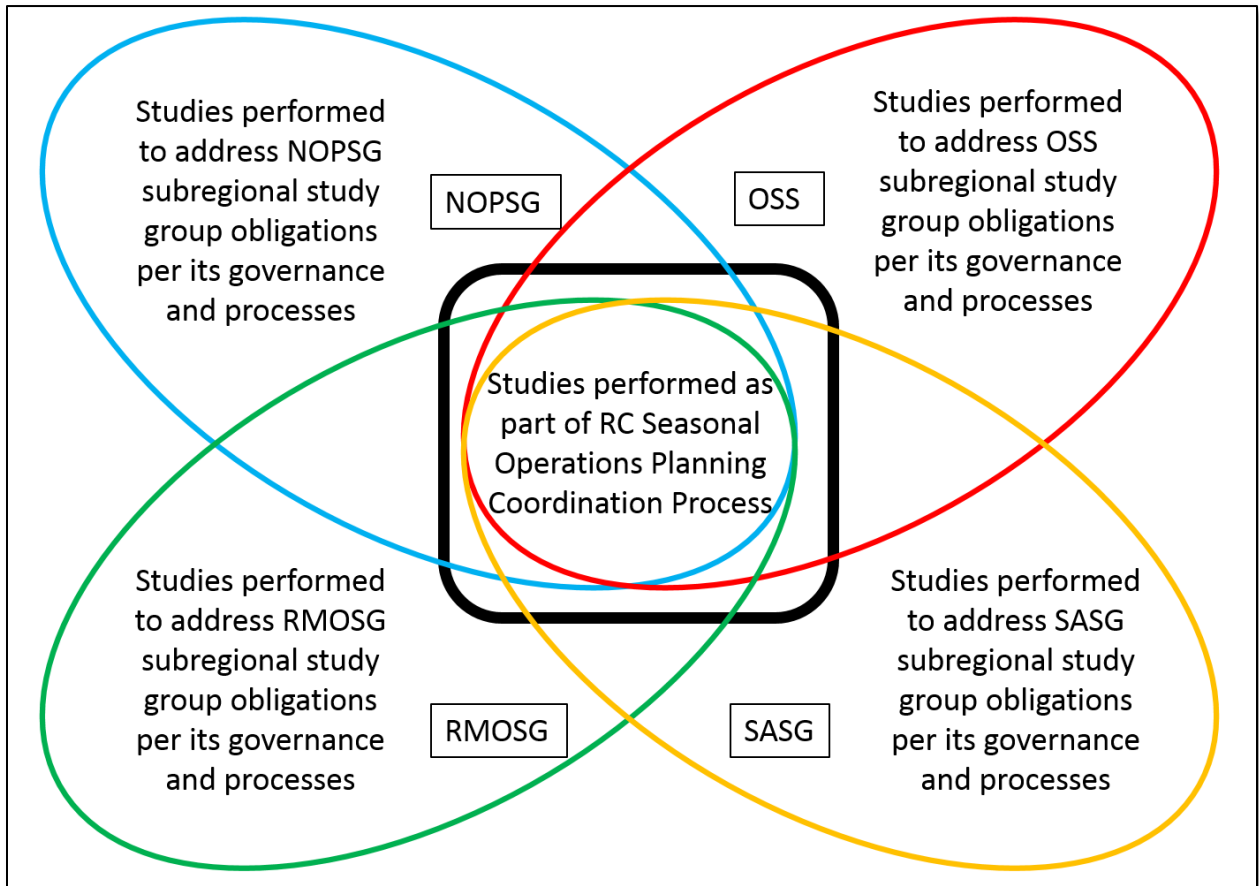 Studies performed
to address NOPSG
subregional study
group obligations
per its governance
and processes
NOPSG
OSS
Studies performed
to address OSS
subregional study
group obligations
per its governance
and processes
Studies performed as
part of RC Seasonal
Operations Planning
Coordination Process
Studies performed
to address RMOSG
subregional study
group obligations
per its governance
and processes
RMOSG
SASG
Studies performed
to address SASG
subregional study
group obligations
per its governance
and processes